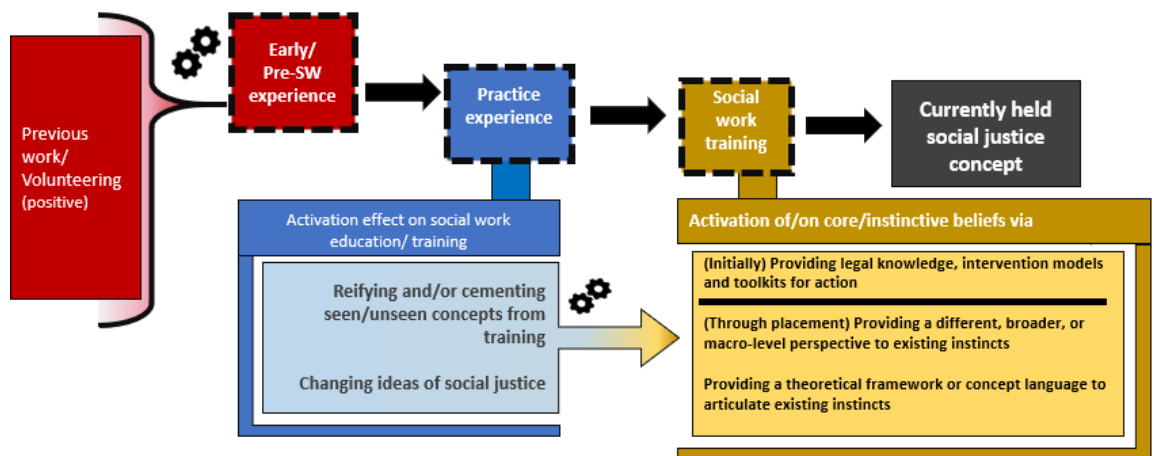 Previous
work/
Volunteering
(positive)
Early/
Pre-SW
experience
Practice
experience
Social
work
training
Currently held
social justice
concept
Activation effect on social work
education/ training
Reifying and/or cementing
seen/unseen concepts from
training
Changing ideas of social justice
Activation of/on core/instinctive beliefs via
(Initially) Providing legal knowledge, intervention models
and toolkits for action
(Through placement) Providing a different, broader, or
macro-level perspective to existing instincts
Providing a theoretical framework or concept language to
articulate existing instincts